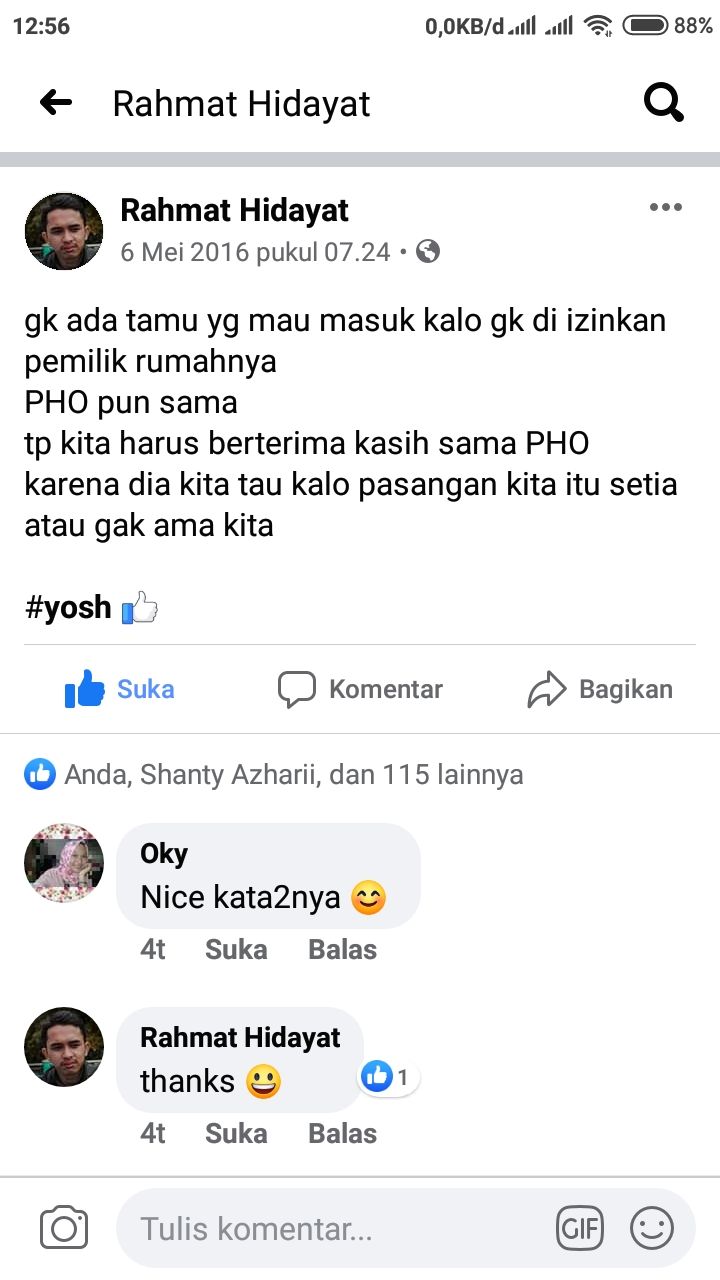 12:56
0,0KB/d
88%
Rahmat Hidayat
Rahmat Hidayat
6 Mei 2016 pukul 07.24 •
gk ada tamu yg mau masuk kalo gk di izinkan
pemilik rumahnya
PHO pun sama
tp kita harus berterima kasih sama PHO
karena dia kita tau kalo pasangan kita itu setia
atau gak ama kita
#yosh 👍
Suka
Komentar
Bagikan
Anda, Shanty Azharii, dan 115 lainnya
Oky
Nice kata2nya 😊
4t Suka Balas
Rahmat Hidayat
thanks 😀
1
4t Suka Balas
Tulis komentar...
GIF